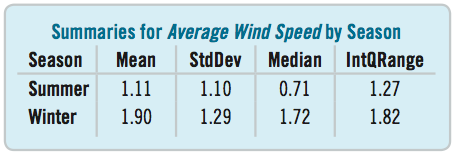 Summaries for Average Wind Speed by Season
Season Mean StdDev Median IntQRange
Summer 1.11 1.10 0.71 1.27
Winter 1.90 1.29 1.72 1.82